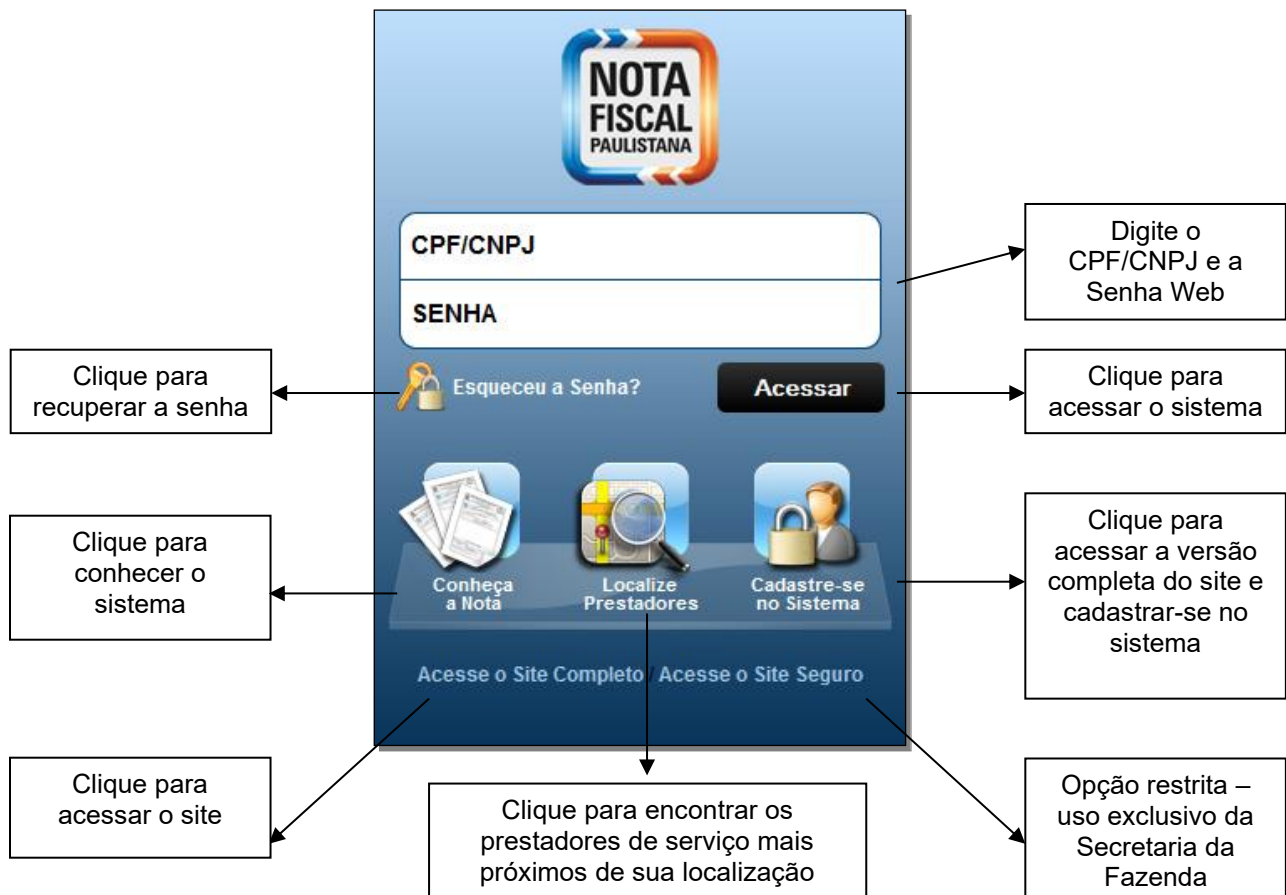 NOTA
FISCAL
PAULISTANA
CPF/CNPJ
SENHA
Digite o
CPF/CNPJ e a
Senha Web
Clique para
recuperar a senha
Esqueceu a Senha?
Acessar
Clique para
acessar o sistema
Clique para
conhecer o
sistema
Conheça
a Nota
Localize
Prestadores
Cadastre-se
no Sistema
Clique para
acessar a versão
completa do site e
cadastrar-se no
sistema
Acesse o Site Completo / Acesse o Site Seguro
Clique para
acessar o site
Clique para encontrar os
prestadores de serviço mais
próximos de sua localização
Opção restrita –
uso exclusivo da
Secretaria da
Fazenda